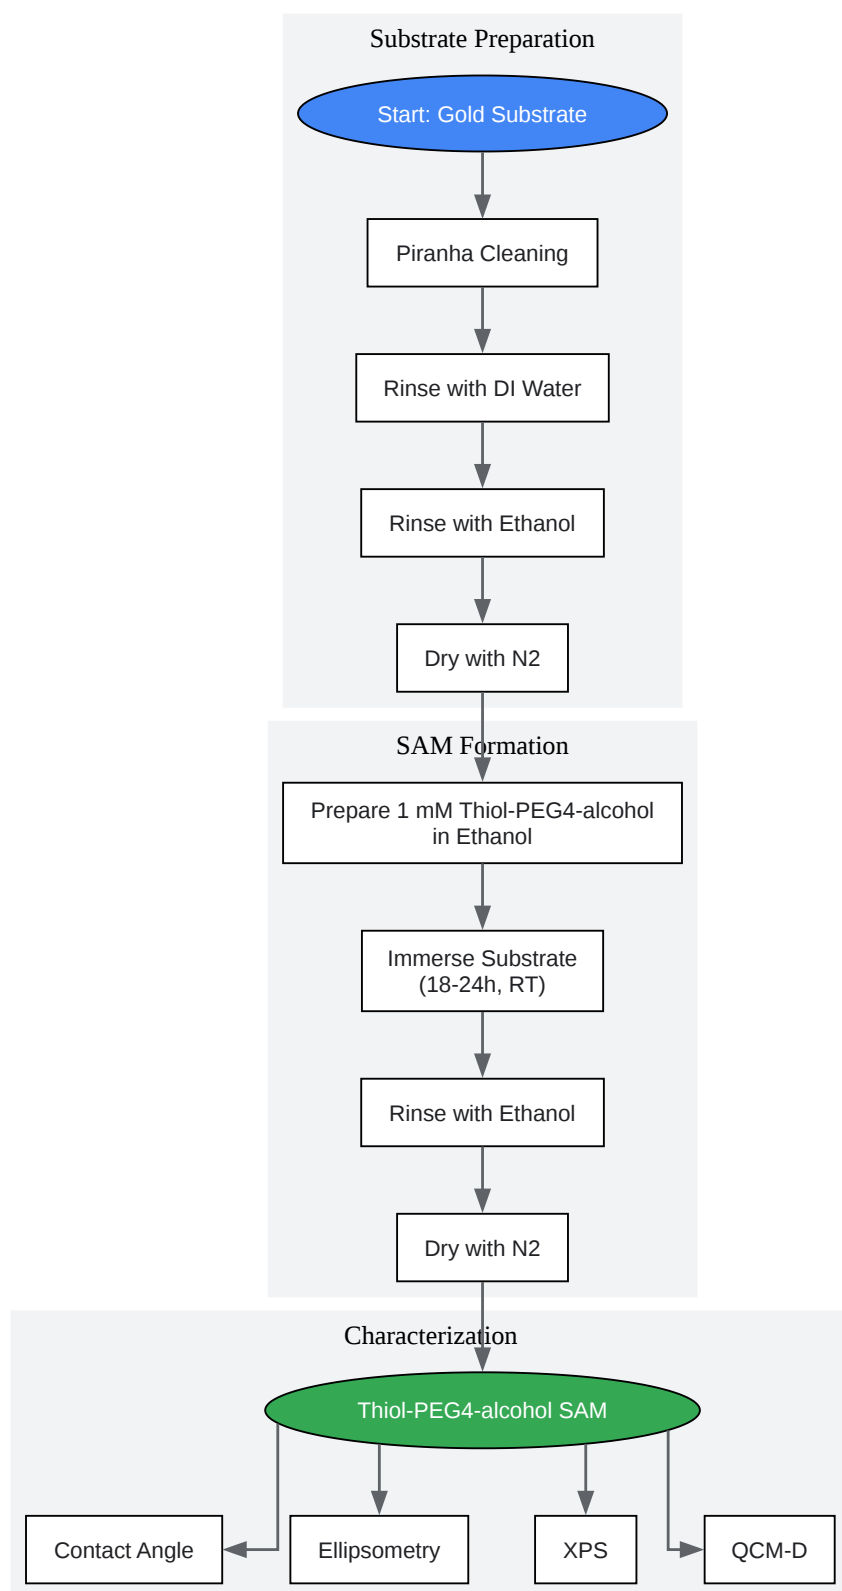 Substrate Preparation
Start: Gold Substrate
Piranha Cleaning
Rinse with DI Water
Rinse with Ethanol
Dry with N2
SAM Formation
Prepare 1 mM Thiol-PEG4-alcohol
in Ethanol
Immerse Substrate
(18-24h, RT)
Rinse with Ethanol
Dry with N2
Characterization
Thiol-PEG4-alcohol SAM
Contact Angle
Ellipsometry
XPS
QCM-D